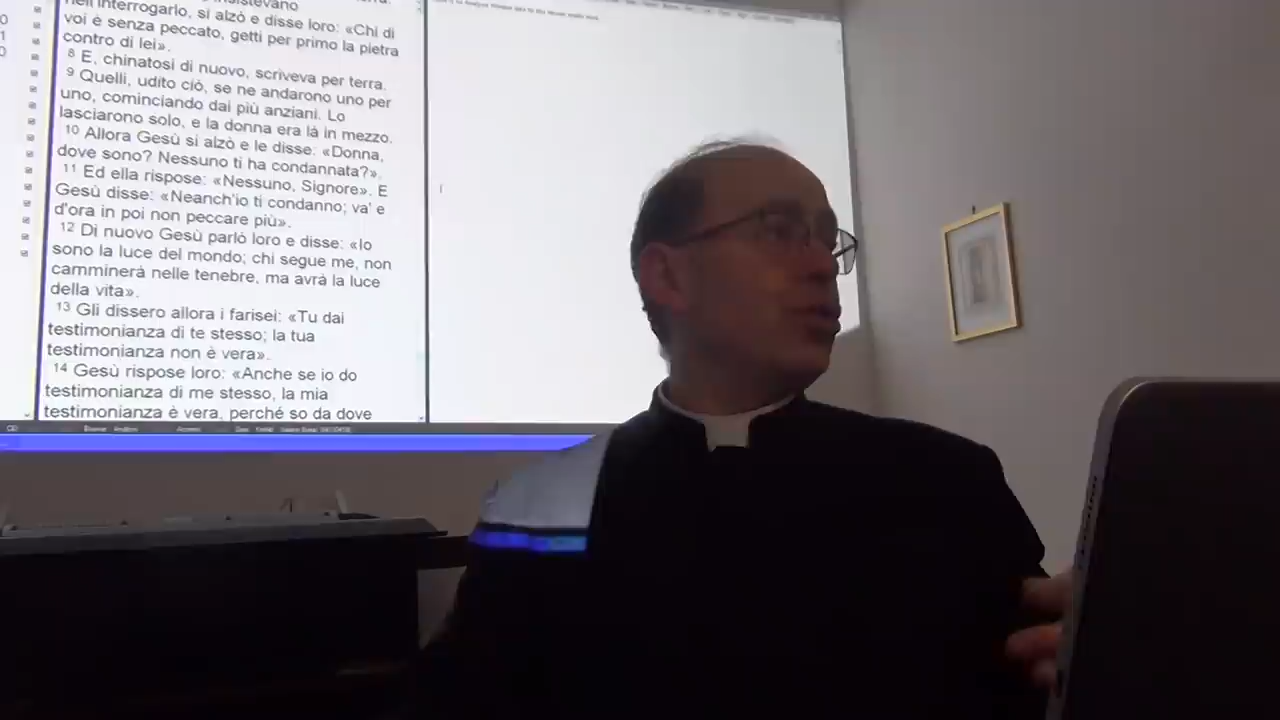 insistevano
nell'interrogarlo, si alzò e disse loro: «Chi di
voi è senza peccato, getti per primo la pietra
contro di lei».
8 E, chinatosi di nuovo, scriveva per terra.
9 Quelli, udito ciò, se ne andarono uno per
uno, cominciando dai più anziani. Lo
lasciarono solo, e la donna era là in mezzo.
10 Allora Gesù si alzò e le disse: «Donna,
dove sono? Nessuno ti ha condannata?».
11 Ed ella rispose: «Nessuno, Signore». E
Gesù disse: «Neanch'io ti condanno; va' e
d'ora in poi non peccare più».
12 Di nuovo Gesù parlò loro e disse: «Io
sono la luce del mondo; chi segue me, non
camminerà nelle tenebre, ma avrà la luce
della vita».
13 Gli dissero allora i farisei: «Tu dai
testimonianza di te stesso; la tua
testimonianza non è vera».
14 Gesù rispose loro: «Anche se io do
testimonianza di me stesso, la mia
testimonianza è vera, perché so da dove